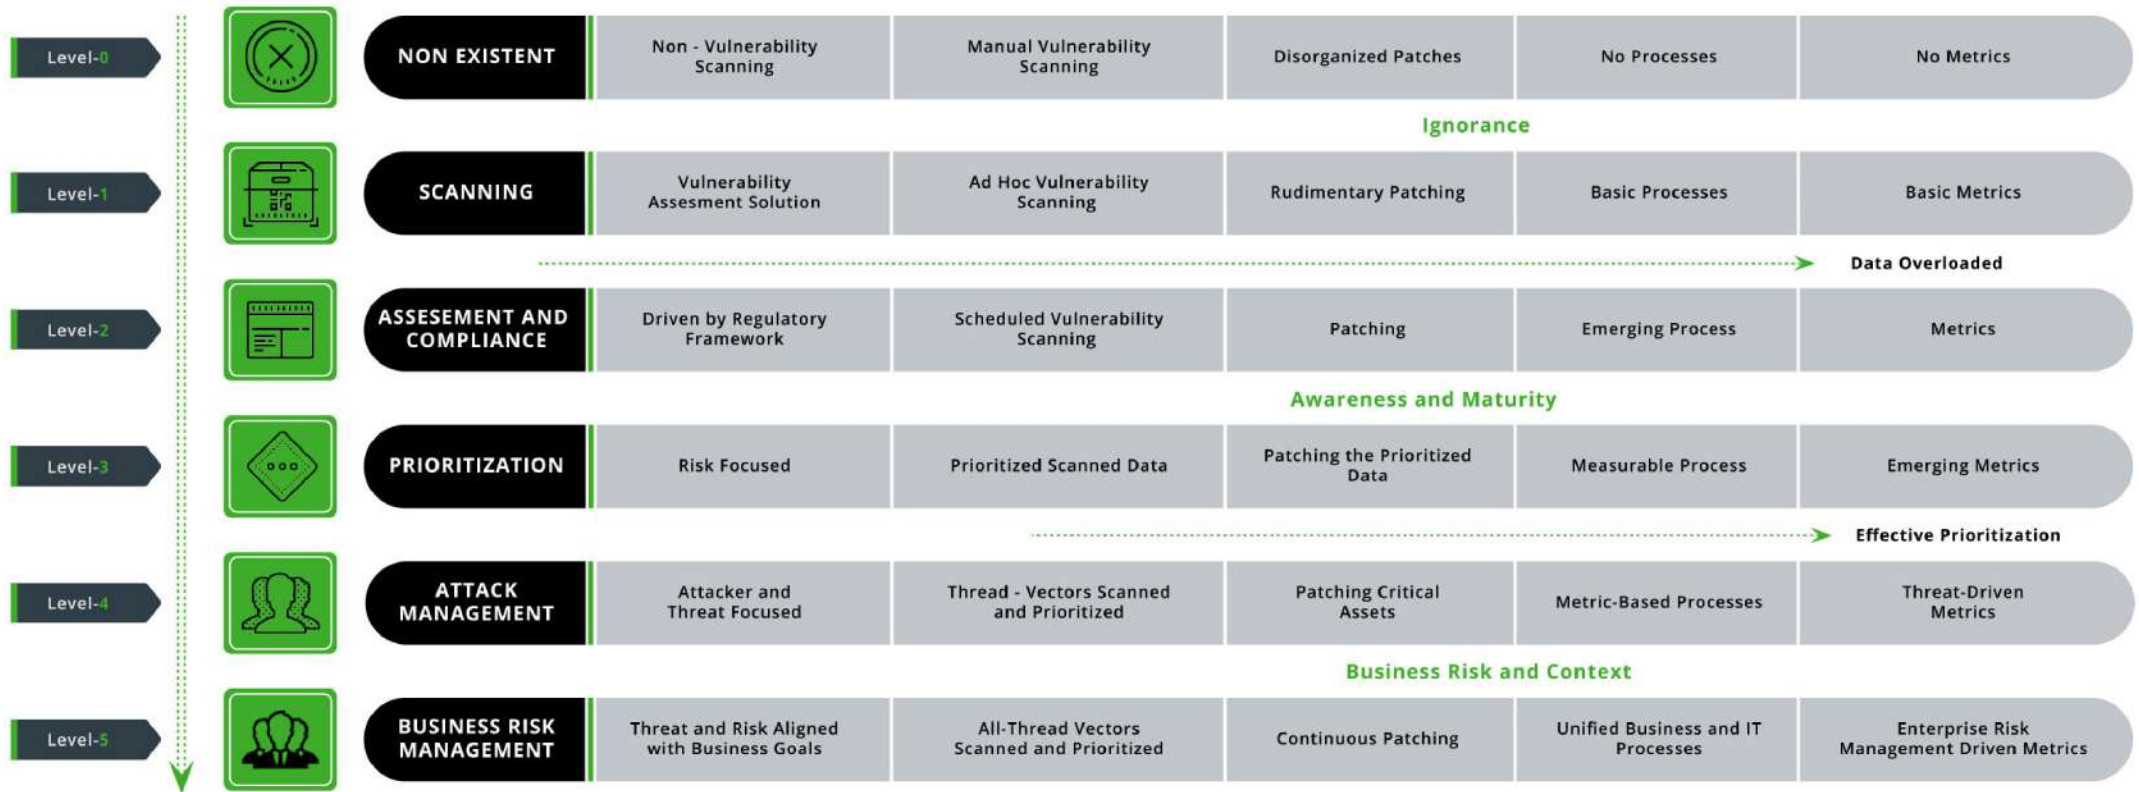 Level-0
NON EXISTENT
Non - Vulnerability
Scanning
Manual Vulnerability
Scanning
Disorganized Patches
No Processes
No Metrics
Ignorance
Level-1
SCANNING
Vulnerability
Assesment Solution
Ad Hoc Vulnerability
Scanning
Rudimentary Patching
Basic Processes
Basic Metrics
Data Overloaded
Level-2
ASSESEMENT AND
COMPLIANCE
Driven by Regulatory
Framework
Scheduled Vulnerability
Scanning
Patching
Emerging Process
Metrics
Awareness and Maturity
Level-3
PRIORITIZATION
Risk Focused
Prioritized Scanned Data
Patching the Prioritized
Data
Measurable Process
Emerging Metrics
Effective Prioritization
Level-4
ATTACK
MANAGEMENT
Attacker and
Threat Focused
Thread - Vectors Scanned
and Prioritized
Patching Critical
Assets
Metric-Based Processes
Threat-Driven
Metrics
Business Risk and Context
Level-5
BUSINESS RISK
MANAGEMENT
Threat and Risk Aligned
with Business Goals
All-Thread Vectors
Scanned and Prioritized
Continuous Patching
Unified Business and IT
Processes
Enterprise Risk
Management Driven Metrics